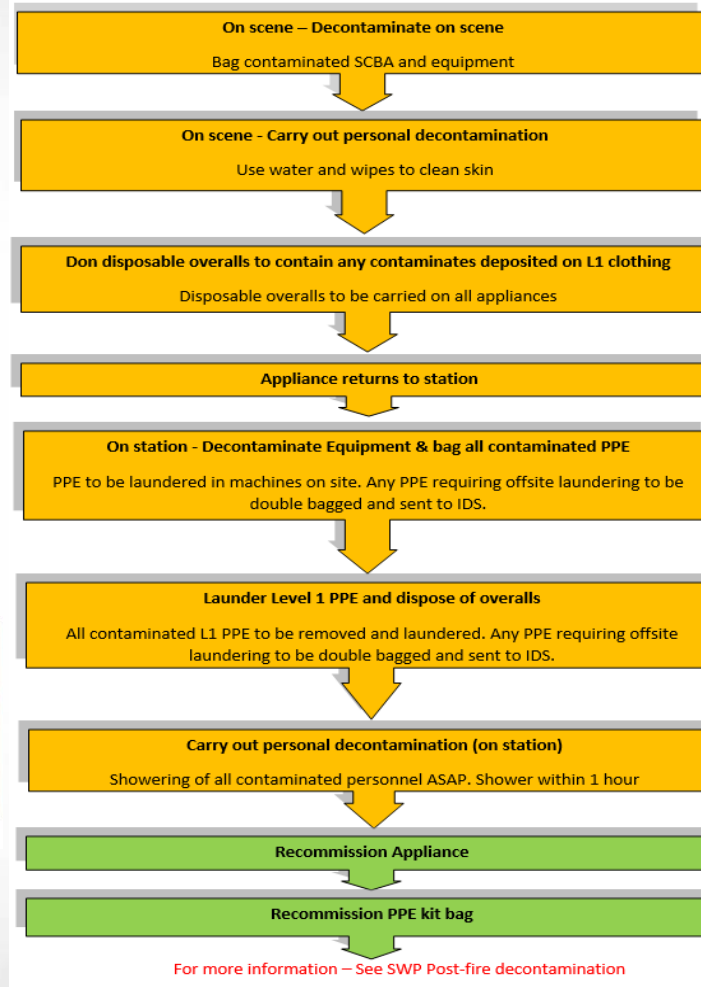 On scene – Decontaminate on scene
Bag contaminated SCBA and equipment
On scene - Carry out personal decontamination
Use water and wipes to clean skin
Don disposable overalls to contain any contaminates deposited on L1 clothing
Disposable overalls to be carried on all appliances
Appliance returns to station
On station - Decontaminate Equipment & bag all contaminated PPE
PPE to be laundered in machines on site. Any PPE requiring offsite laundering to be
double bagged and sent to IDS.
Launder Level 1 PPE and dispose of overalls
All contaminated L1 PPE to be removed and laundered. Any PPE requiring offsite
laundering to be double bagged and sent to IDS.
Carry out personal decontamination (on station)
Showering of all contaminated personnel ASAP. Shower within 1 hour
Recommission Appliance
Recommission PPE kit bag
For more information – See SWP Post-fire decontamination